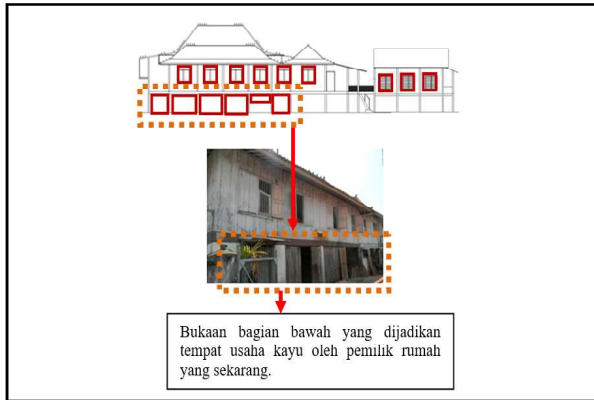 Bukaan bagian bawah yang dijadikan
tempat usaha kayu oleh pemilik rumah
yang sekarang.